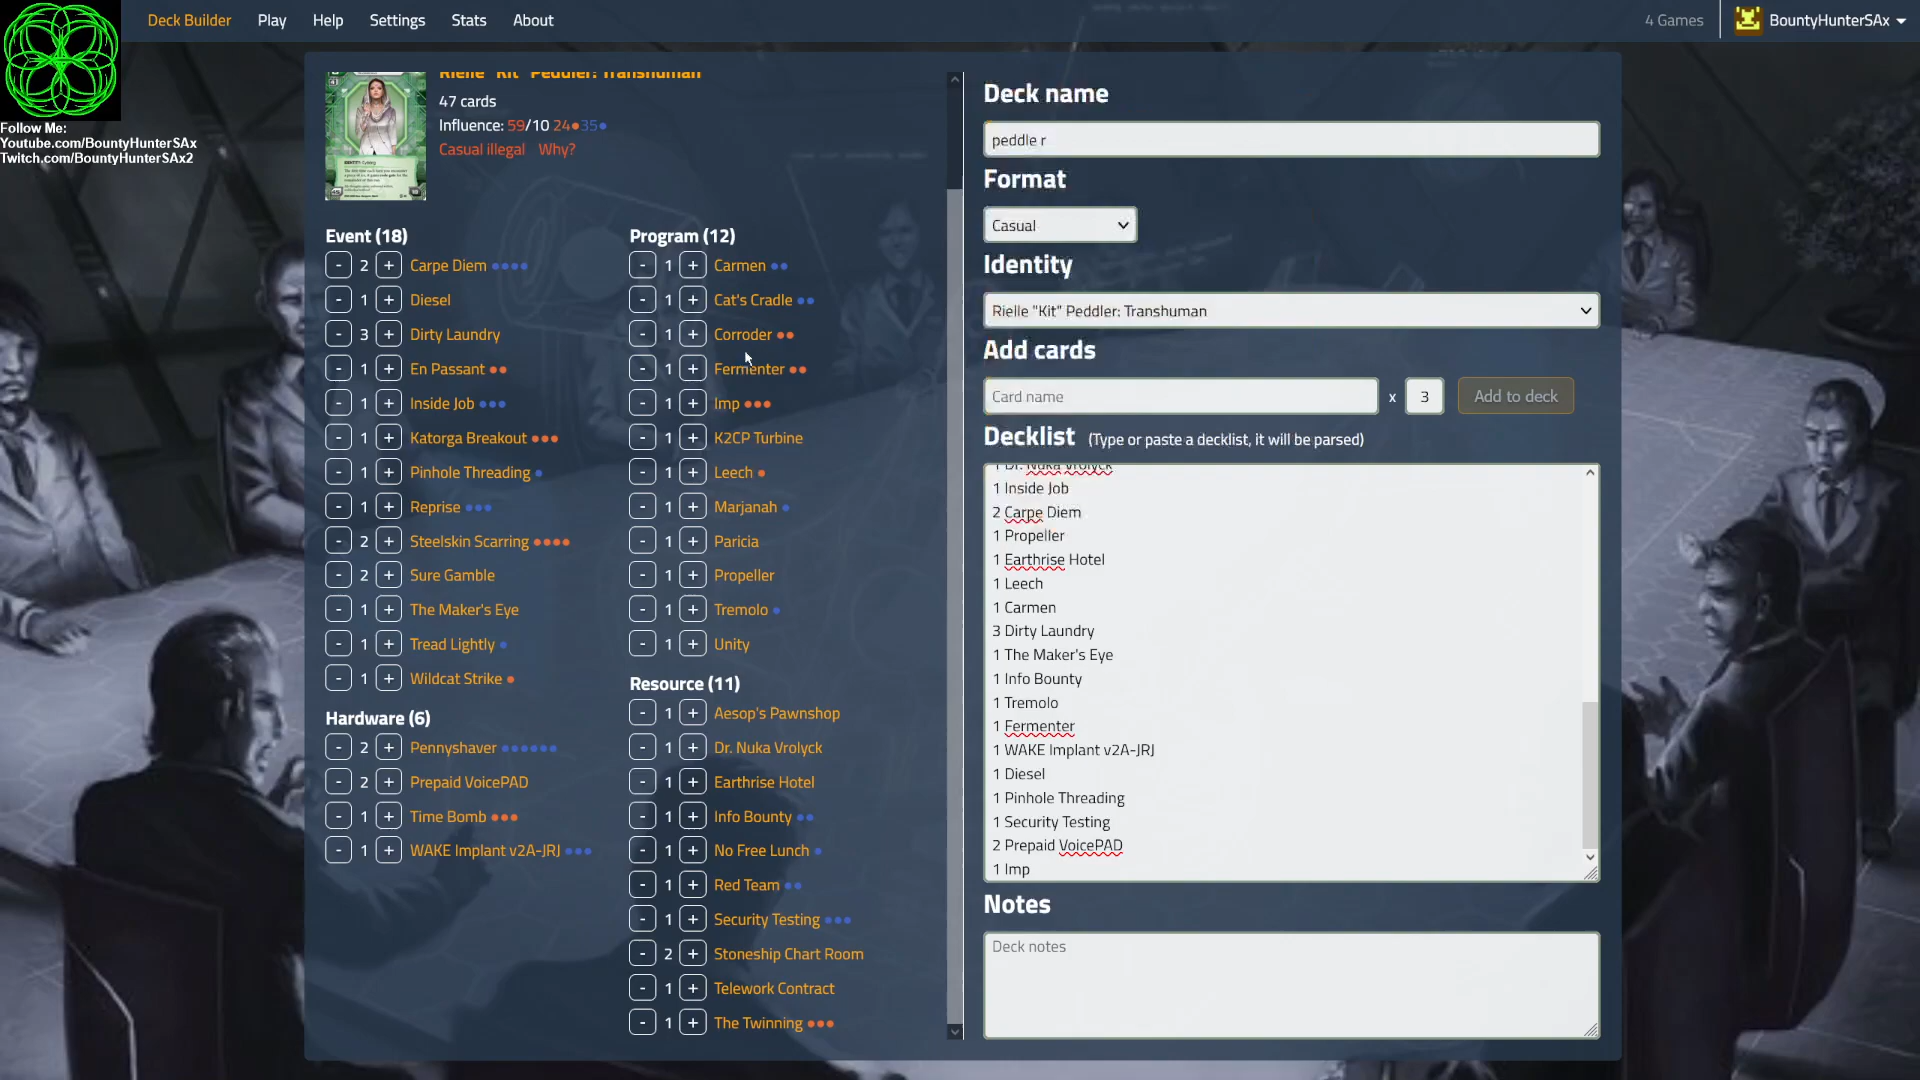 Deck Builder
Play
Help
Settings
Stats
About
4 Games
BountyHunterSAx
Follow Me:
Youtube.com/BountyHunterSAx
Twitch.com/BountyHunterSAx2
Rielle "Kit" Peddler: Transhuman
47 cards
Influence: 59/10 24●35●
Casual illegal Why?
Event (18)
- 2 + Carpe Diem ●●●●
- 1 + Diesel
- 3 + Dirty Laundry
- 1 + En Passant ●●
- 1 + Inside Job ●●●
- 1 + Katorga Breakout ●●●
- 1 + Pinhole Threading ●
- 1 + Reprise ●●●
- 2 + Steelskin Scarring ●●●●
- 2 + Sure Gamble
- 1 + The Maker's Eye
- 1 + Tread Lightly ●
- 1 + Wildcat Strike ●
Hardware (6)
- 2 + Pennyshaver ●●●●●●
- 2 + Prepaid VoicePAD
- 1 + Time Bomb ●●●
- 1 + WAKE Implant v2A-JRJ ●●●
Program (12)
- 1 + Carmen ●●
- 1 + Cat's Cradle ●●
- 1 + Corroder ●●
- 1 + Fermenter ●●
- 1 + Imp ●●●
- 1 + K2CP Turbine
- 1 + Leech ●
- 1 + Marjanah ●
- 1 + Paricia
- 1 + Propeller
- 1 + Tremolo ●
- 1 + Unity
Resource (11)
- 1 + Aesop's Pawnshop
- 1 + Dr. Nuka Vrolyck
- 1 + Earthrise Hotel
- 1 + Info Bounty ●●
- 1 + No Free Lunch ●
- 1 + Red Team ●●
- 1 + Security Testing ●●●
- 2 + Stoneship Chart Room
- 1 + Telework Contract
- 1 + The Twinning ●●●
Deck name
peddle r
Format
Casual
Identity
Rielle "Kit" Peddler: Transhuman
Add cards
Card name x 3 Add to deck
Decklist (Type or paste a decklist, it will be parsed)
1 Dr. Nuka Vrolyck
1 Inside Job
2 Carpe Diem
1 Propeller
1 Earthrise Hotel
1 Leech
1 Carmen
3 Dirty Laundry
1 The Maker's Eye
1 Info Bounty
1 Tremolo
1 Fermenter
1 WAKE Implant v2A-JRJ
1 Diesel
1 Pinhole Threading
1 Security Testing
2 Prepaid VoicePAD
1 Imp
Notes
Deck notes